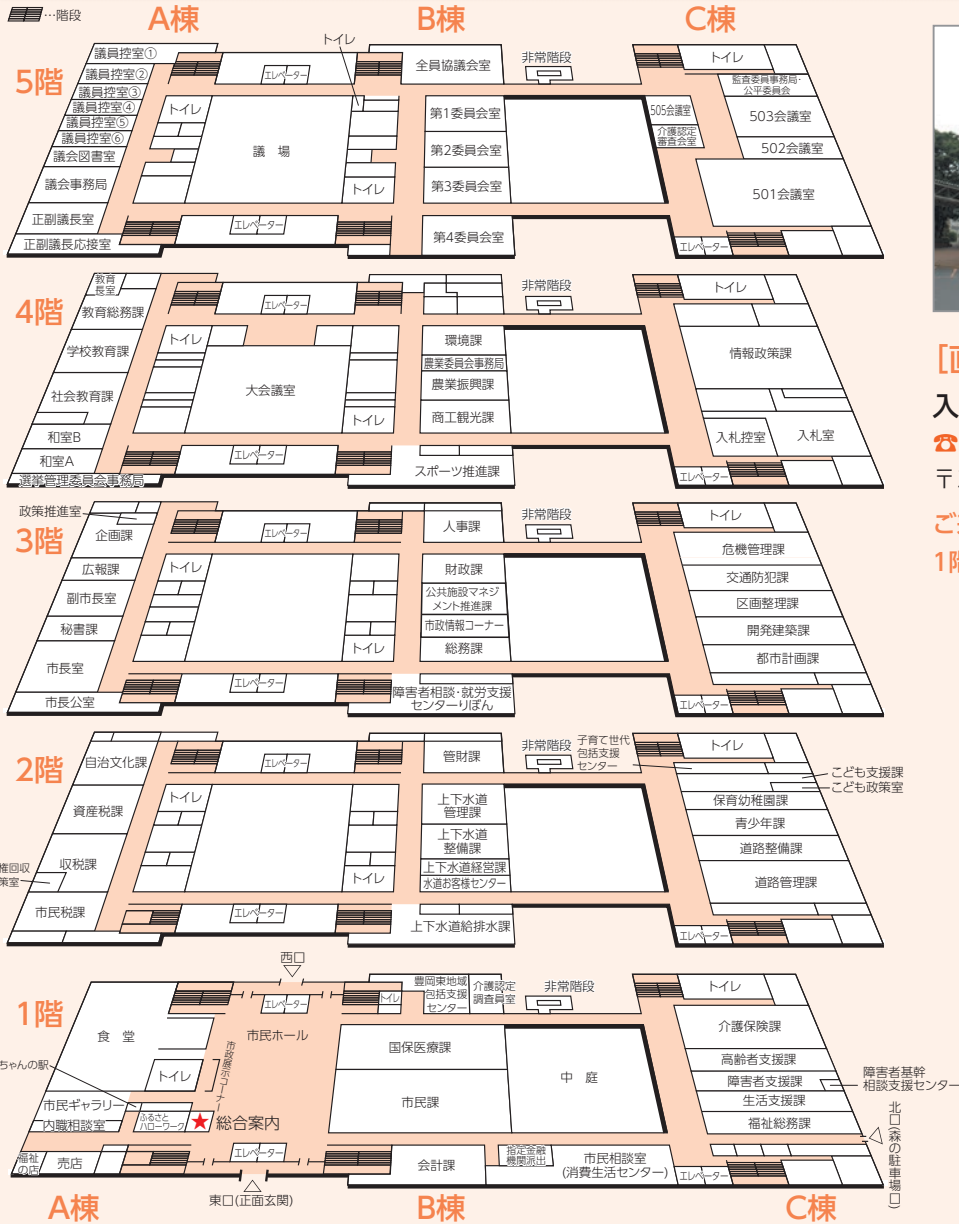 …階段
A棟
B棟
C棟
5階
議員控室①
議員控室②
議員控室③
議員控室④
議員控室⑤
議員控室⑥
議会図書室
議会事務局
正副議長室
正副議長応接室
トイレ
エレベーター
トイレ
議 場
トイレ
エレベーター
全員協議会室
第1委員会室
第2委員会室
第3委員会室
第4委員会室
非常階段
505会議室
介護認定
審査会室
トイレ
監査委員事務局・
公平委員会
503会議室
502会議室
501会議室
エレベーター
4階
教育
長室
教育総務課
学校教育課
社会教育課
和室B
和室A
選挙管理委員会事務局
エレベーター
トイレ
大会議室
トイレ
エレベーター
環境課
農業委員会事務局
農業振興課
商工観光課
スポーツ推進課
非常階段
トイレ
情報政策課
入札控室
入札室
エレベーター
3階
政策推進室
企画課
広報課
副市長室
秘書課
市長室
市長公室
エレベーター
トイレ
トイレ
エレベーター
人事課
財政課
公共施設マネジ
メント推進課
市政情報コーナー
総務課
障害者相談・就労支援
センターりぼん
非常階段
トイレ
危機管理課
交通防犯課
区画整理課
開発建築課
都市計画課
エレベーター
2階
自治文化課
資産税課
収税課
権回収
策室
市民税課
エレベーター
トイレ
トイレ
エレベーター
管財課
上下水道
管理課
上下水道
整備課
上下水道経営課
水道お客様センター
上下水道給排水課
非常階段
子育て世代
包括支援
センター
トイレ
こども支援課
こども政策室
保育幼稚園課
青少年課
道路整備課
道路管理課
エレベーター
1階
西口
食 堂
エレベーター
トイレ
市民ホール
市政展示コーナー
トイレ
ちゃんの駅
市民ギャラリー
内職相談室
ふるさと
ハローワーク
総合案内
福祉
の店
売店
エレベーター
東口(正面玄関)
豊岡東地域
包括支援
センター
介護認定
調査員室
非常階段
国保医療課
市民課
中 庭
会計課
指定金融
機関派出
市民相談室
(消費生活センター)
トイレ
介護保険課
高齢者支援課
障害者支援課
生活支援課
福祉総務課
障害者基幹
相談支援センター
北口(森の駐車場口)
エレベーター
A棟
B棟
C棟
入
〒
1階